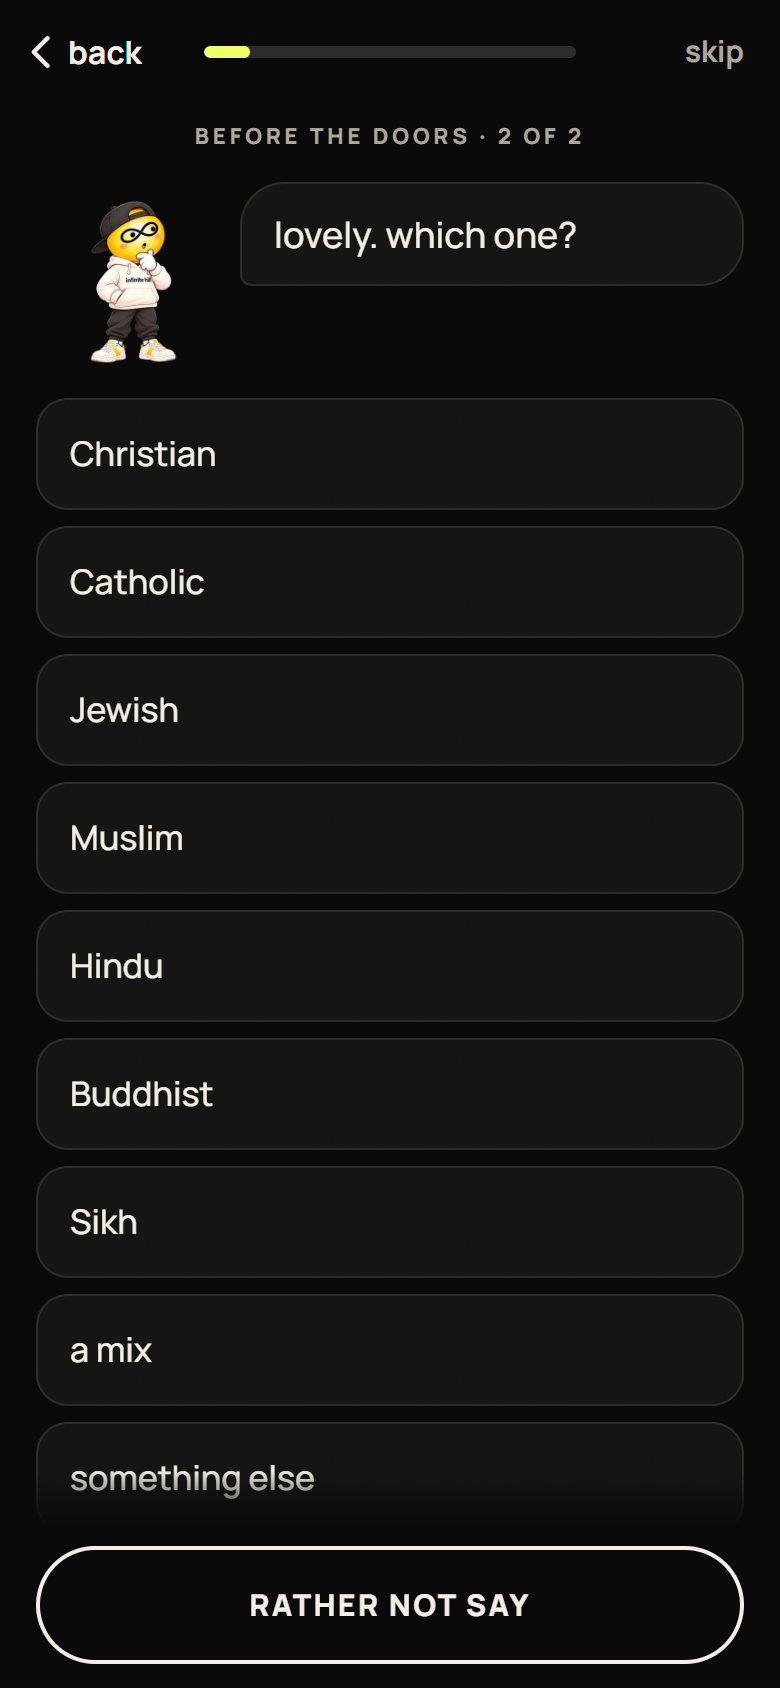 back
skip
BEFORE THE DOORS · 2 OF 2
lovely. which one?
Christian
Catholic
Jewish
Muslim
Hindu
Buddhist
Sikh
a mix
something else
RATHER NOT SAY